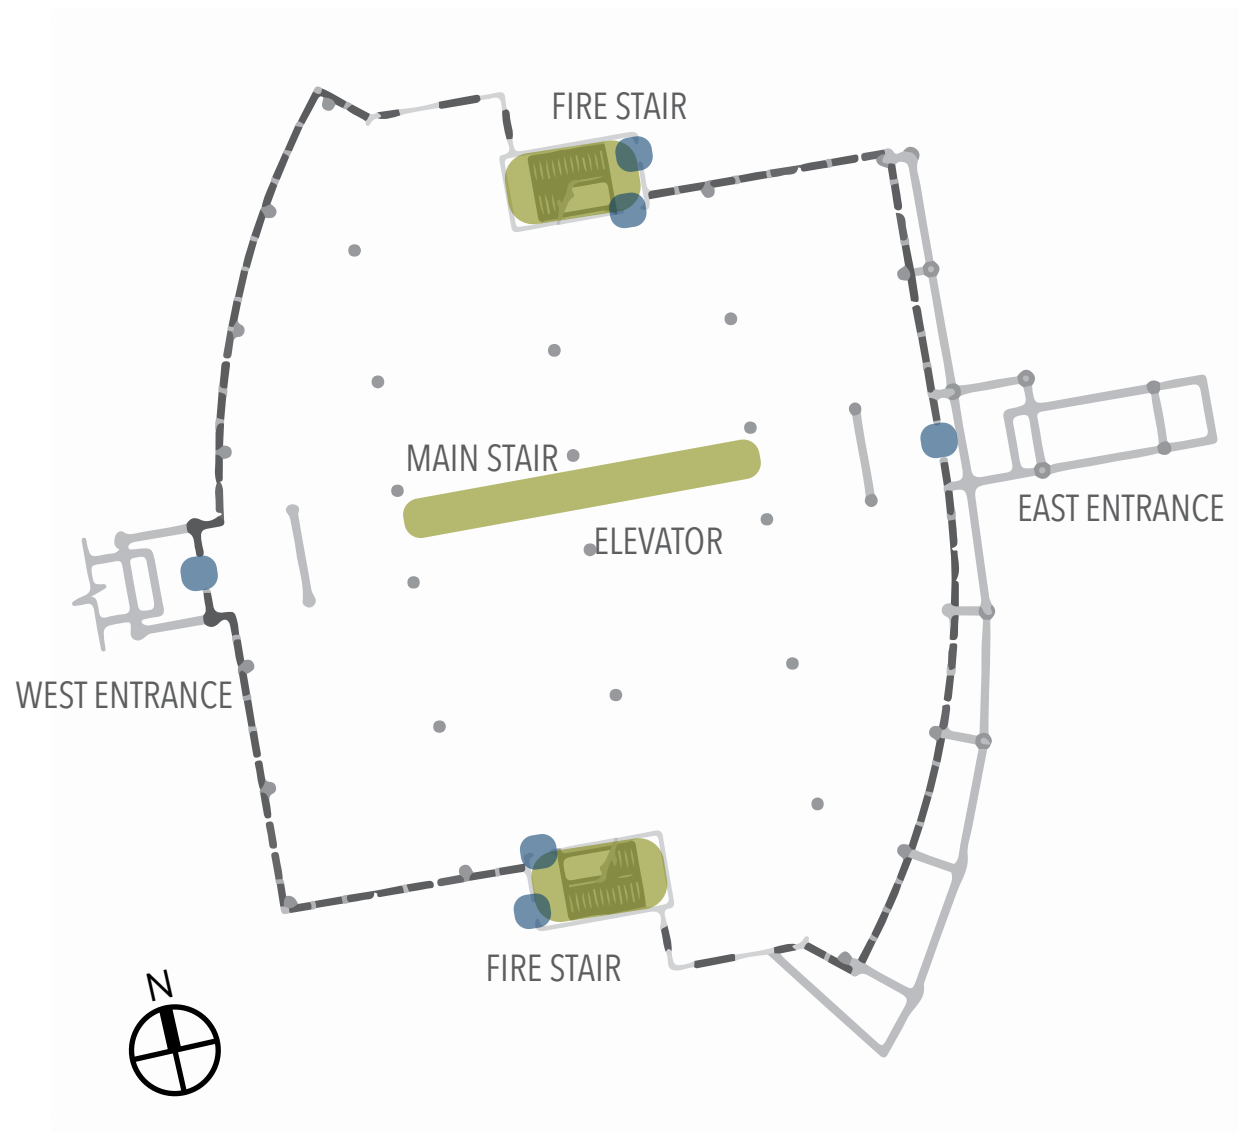 FIRE STAIR
MAIN STAIR
ELEVATOR
EAST ENTRANCE
WEST ENTRANCE
FIRE STAIR
N